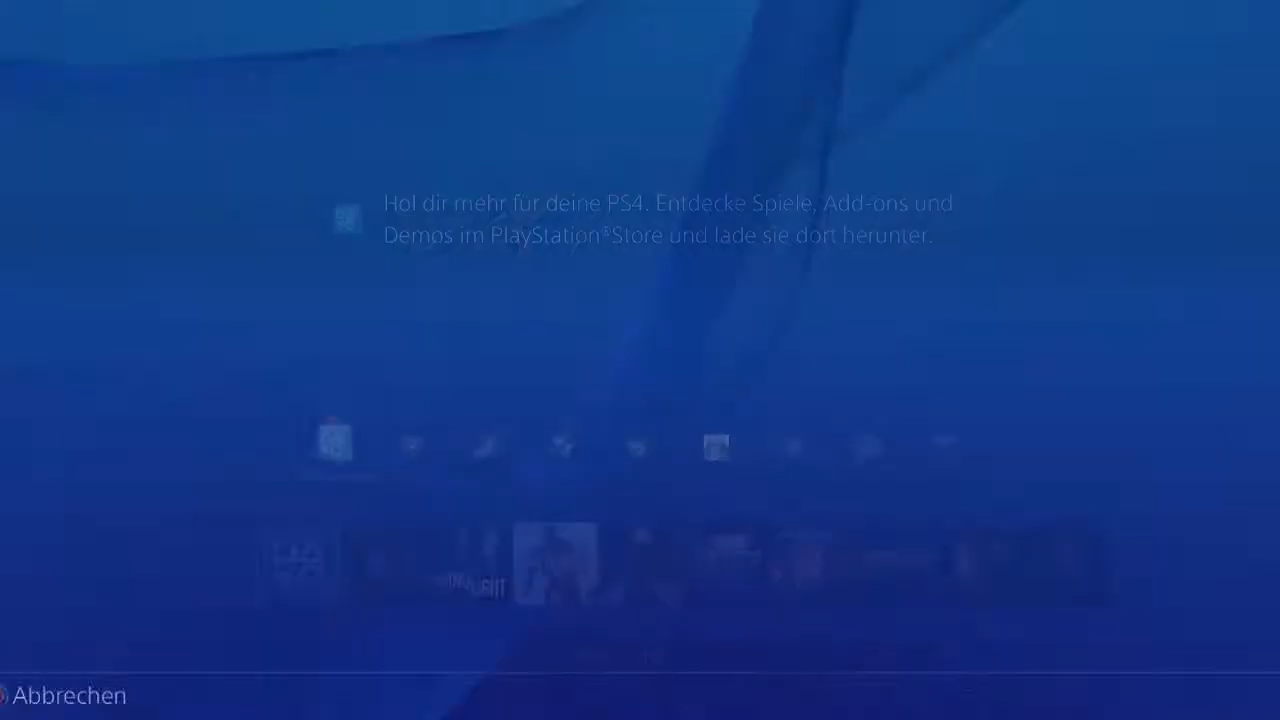 Hol dir mehr für deine PS4. Entdecke Spiele, Add-ons und
Demos im PlayStation®Store und lade sie dort herunter.
Abbrechen